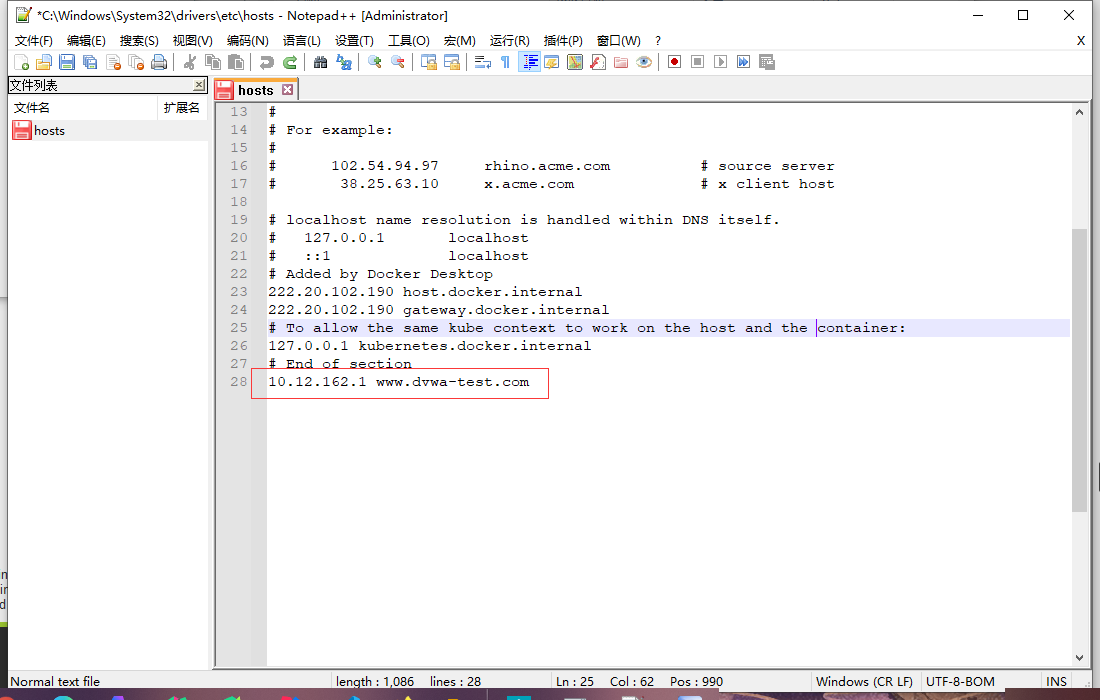 *C:\Windows\System32\drivers\etc\hosts - Notepad++ [Administrator]
文件(F) 编辑(E) 搜索(S) 视图(V) 编码(N) 语言(L) 设置(T) 工具(O) 宏(M) 运行(R) 插件(P) 窗口(W) ? X
文件列表
文件名 扩展名
hosts
hosts
13 #
14 # For example:
15 #
16 # 102.54.94.97 rhino.acme.com # source server
17 # 38.25.63.10 x.acme.com # x client host
18
19 # localhost name resolution is handled within DNS itself.
20 # 127.0.0.1 localhost
21 # ::1 localhost
22 # Added by Docker Desktop
23 222.20.102.190 host.docker.internal
24 222.20.102.190 gateway.docker.internal
25 # To allow the same kube context to work on the host and the container:
26 127.0.0.1 kubernetes.docker.internal
27 # End of section
28 10.12.162.1 www.dvwa-test.com
Normal text file length : 1,086 lines : 28 Ln : 25 Col : 62 Pos : 990 Windows (CR LF) UTF-8-BOM INS